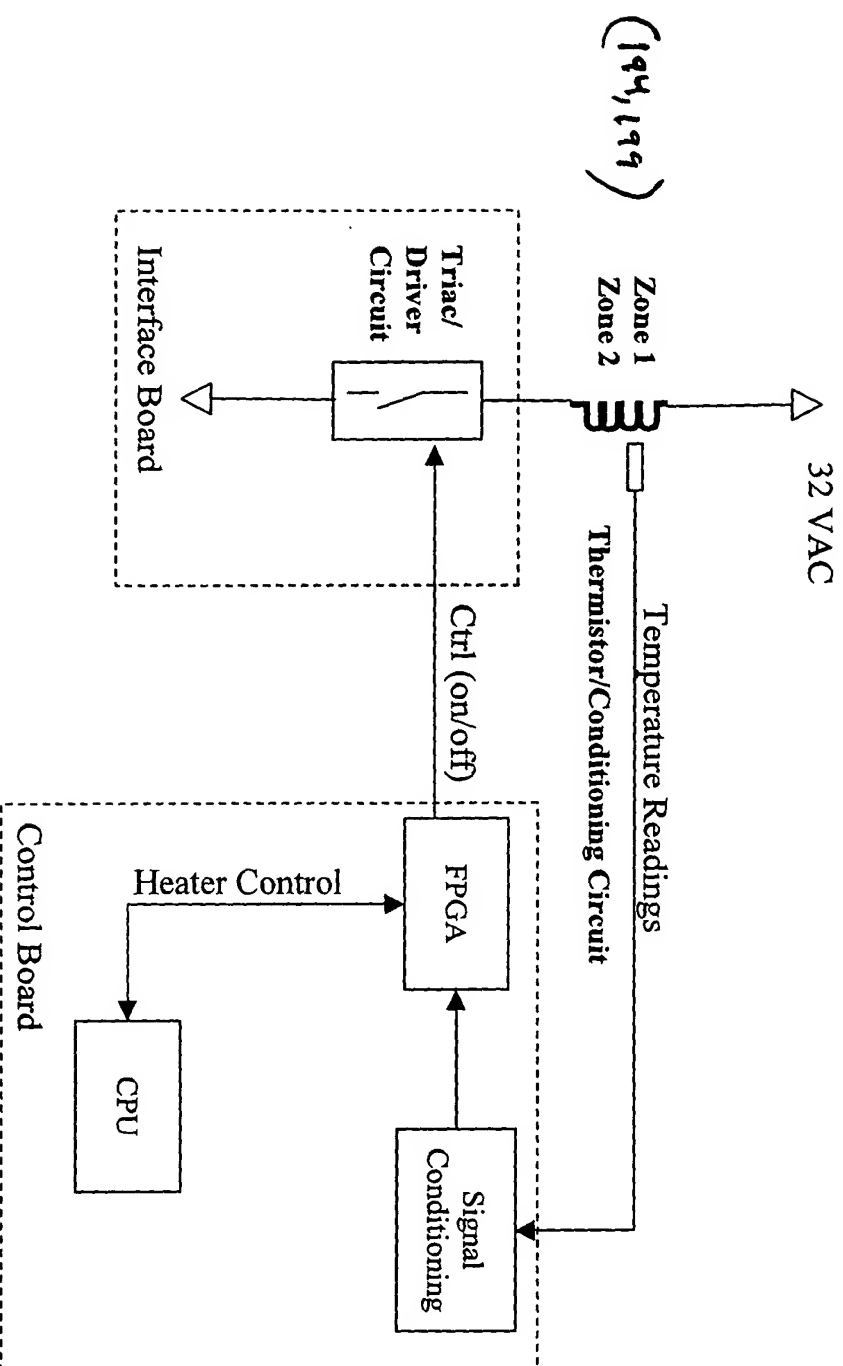 32 VAC
(194, 199)
Zone 1
Zone 2
Temperature Readings
Thermistor/Conditioning Circuit
Triac/
Driver
Circuit
Interface Board
Ctrl (on/off)
FPGA
Signal
Conditioning
Heater Control
CPU
Control Board